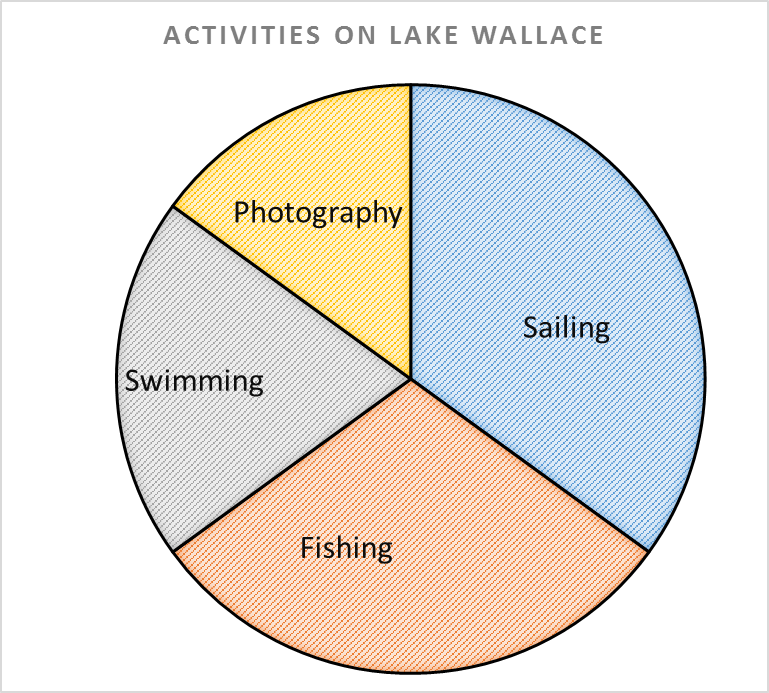 ACTIVITIES ON LAKE WALLACE
Photography
Sailing
Swimming
Fishing